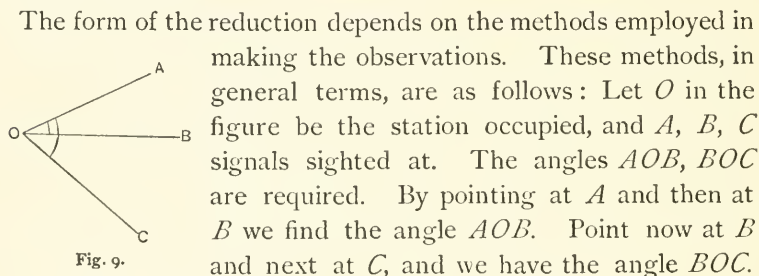 The form of the reduction depends on the methods employed in
making the observations. These methods, in
general terms, are as follows: Let O in the
figure be the station occupied, and A, B, C
signals sighted at. The angles AOB, BOC
are required. By pointing at A and then at
B we find the angle AOB. Point now at B
and next at C, and we have the angle BOC.
A
O
B
C
Fig. 9.